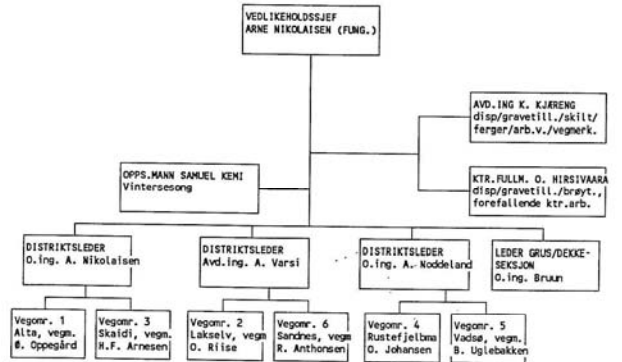 VEDLIKEHOLDSSJEF
ARNE NIKOLAISEN (FUNG.)
AVD.ING K. KJÆRENG
disp/gravetill./skilt/
ferger/arb.v./vegmerk.
OPPS.MANN SAMUEL KEMI
Vintersesong
KTR.FULLM. O. HIRSIVAARA
disp/gravetill./brøyt.,
forefallende ktr.arb.
DISTRIKTSLEDER
O.ing. A. Nikolaisen
DISTRIKTSLEDER
Avd.ing. A. Varsi
DISTRIKTSLEDER
O.ing. A. Noddeland
LEDER GRUS/DEKKE-
SEKSJON
O.ing. Bruun
Vegomr. 1
Alta, vegm.
Ø. Oppegård
Vegomr. 3
Skaidi, vegm.
H.F. Arnesen
Vegomr. 2
Lakselv, vegm
O. Riise
Vegomr. 6
Sandnes, vegm
R. Anthonsen
Vegomr. 4
Rustefjelbma
O. Johansen
Vegomr. 5
Vadsø, vegm.
B. Uglebakken